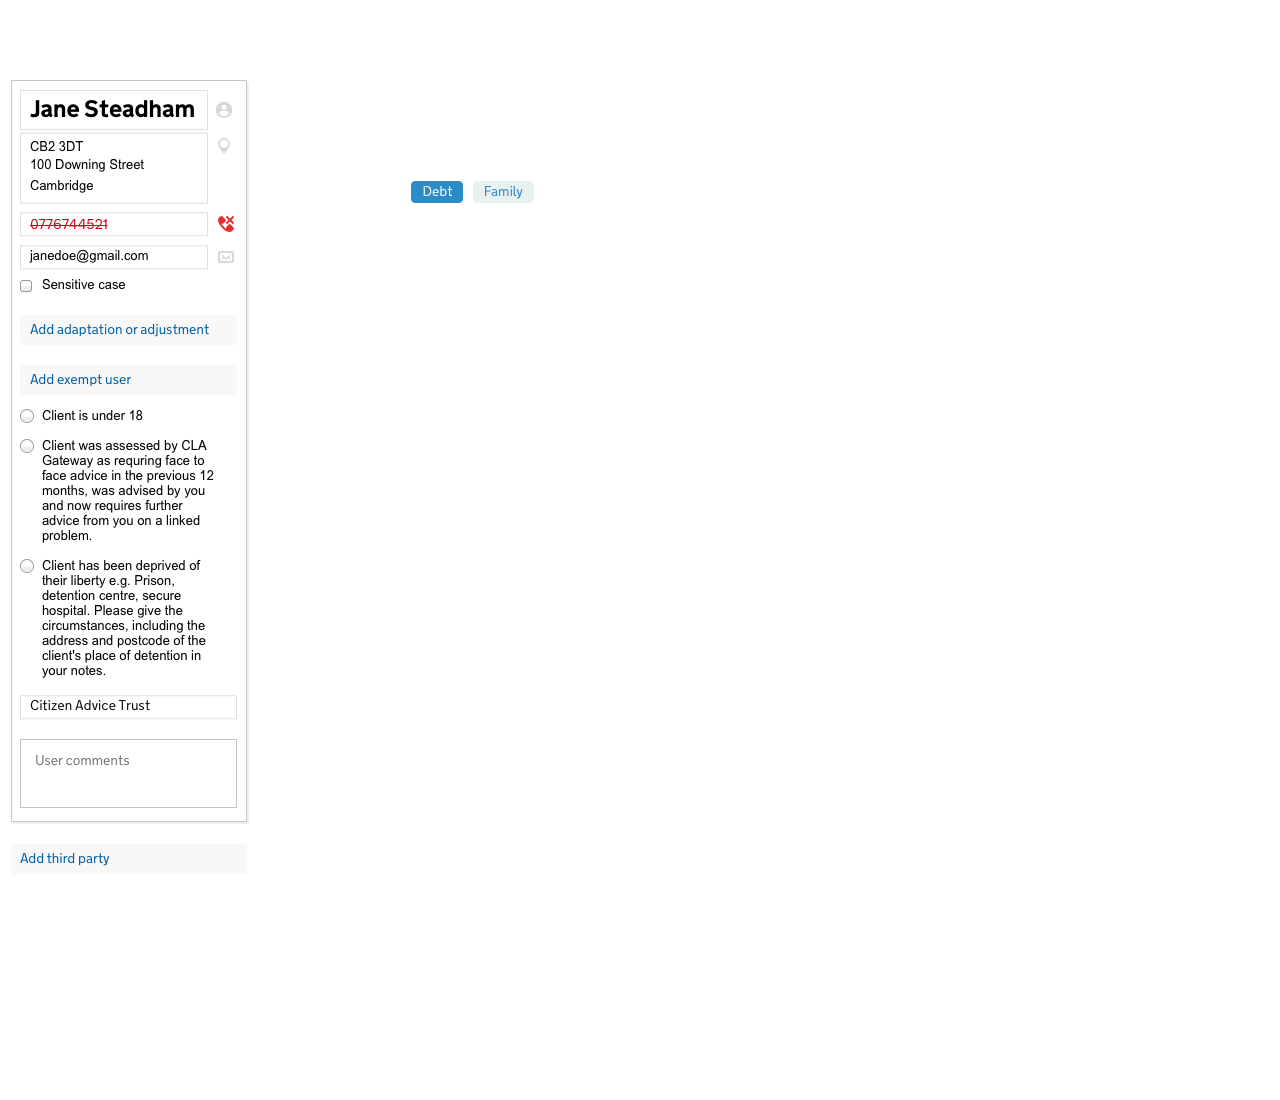 Jane Steadham
CB2 3DT
100 Downing Street
Cambridge
Debt
Family
0776744521
janedoe@gmail.com
Sensitive case
Add adaptation or adjustment
Add exempt user
Client is under 18
Client was assessed by CLA
Gateway as requring face to
face advice in the previous 12
months, was advised by you
and now requires further
advice from you on a linked
problem.
Client has been deprived of
their liberty e.g. Prison,
detention centre, secure
hospital. Please give the
circumstances, including the
address and postcode of the
client's place of detention in
your notes.
Citizen Advice Trust
User comments
Add third party